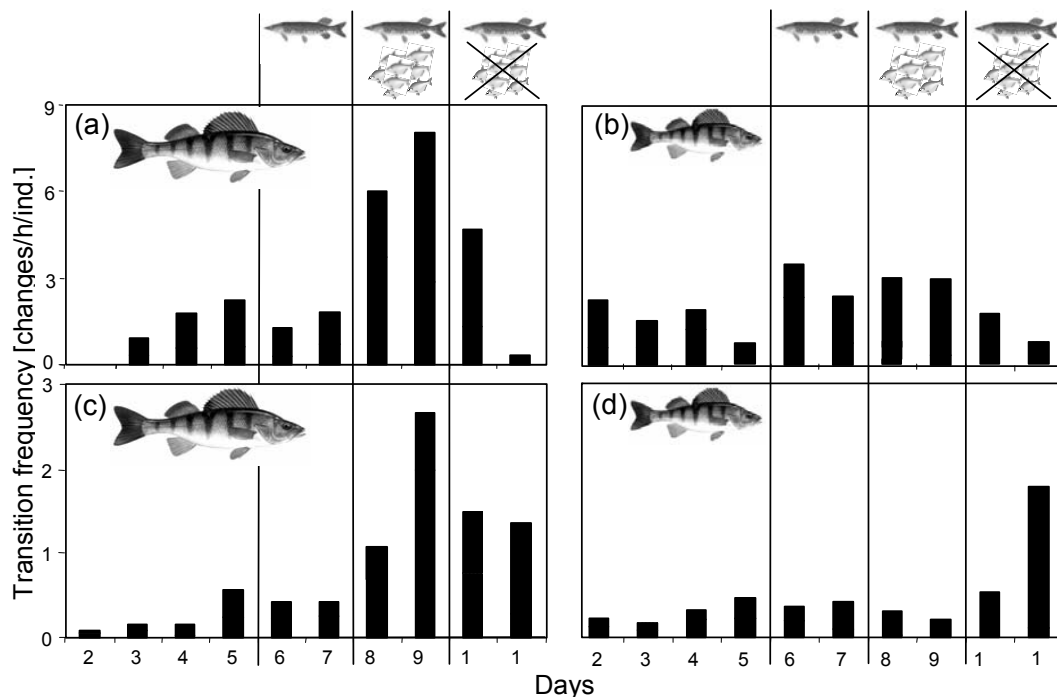 (a)
(b)
9
6
3
0
(c)
(d)
3
2
1
0
Transition frequency [changes/h/ind.]
2 3 4 5 6 7 8 9 1 1
2 3 4 5 6 7 8 9 1 1
Days